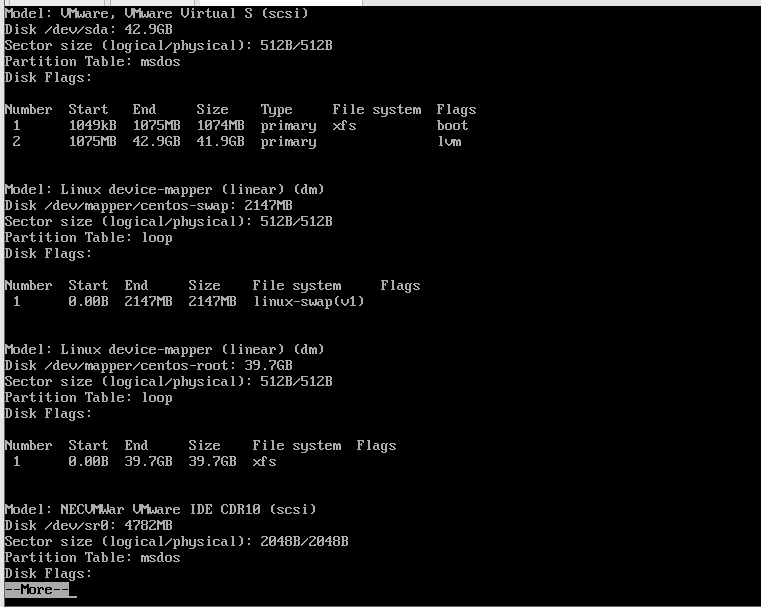 Model: VMware, VMware Virtual S (scsi)
Disk /dev/sda: 42.9GB
Sector size (logical/physical): 512B/512B
Partition Table: msdos
Disk Flags:
Number  Start   End     Size    Type     File system  Flags
 1      1049kB  1075MB  1074MB  primary  xfs          boot
 2      1075MB  42.9GB  41.9GB  primary               lvm
Model: Linux device-mapper (linear) (dm)
Disk /dev/mapper/centos-swap: 2147MB
Sector size (logical/physical): 512B/512B
Partition Table: loop
Disk Flags:
Number  Start  End     Size    File system     Flags
 1      0.00B  2147MB  2147MB  linux-swap(v1)
Model: Linux device-mapper (linear) (dm)
Disk /dev/mapper/centos-root: 39.7GB
Sector size (logical/physical): 512B/512B
Partition Table: loop
Disk Flags:
Number  Start  End     Size    File system  Flags
 1      0.00B  39.7GB  39.7GB  xfs
Model: NECVMWar VMware IDE CDR10 (scsi)
Disk /dev/sr0: 4782MB
Sector size (logical/physical): 2048B/2048B
Partition Table: msdos
Disk Flags:
--More--